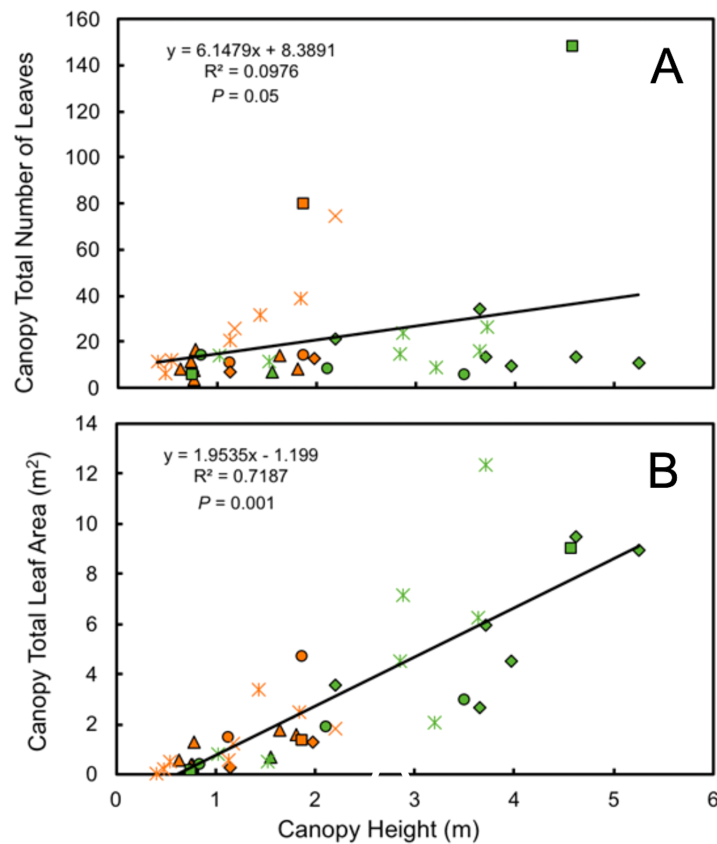 160
140
120
100
80
60
40
20
0
Canopy Total Number of Leaves
y = 6.1479x + 8.3891
R² = 0.0976
P = 0.05
A
14
12
10
8
6
4
2
0
Canopy Total Leaf Area (m²)
y = 1.9535x - 1.199
R² = 0.7187
P = 0.001
B
0 1 2 3 4 5 6
Canopy Height (m)